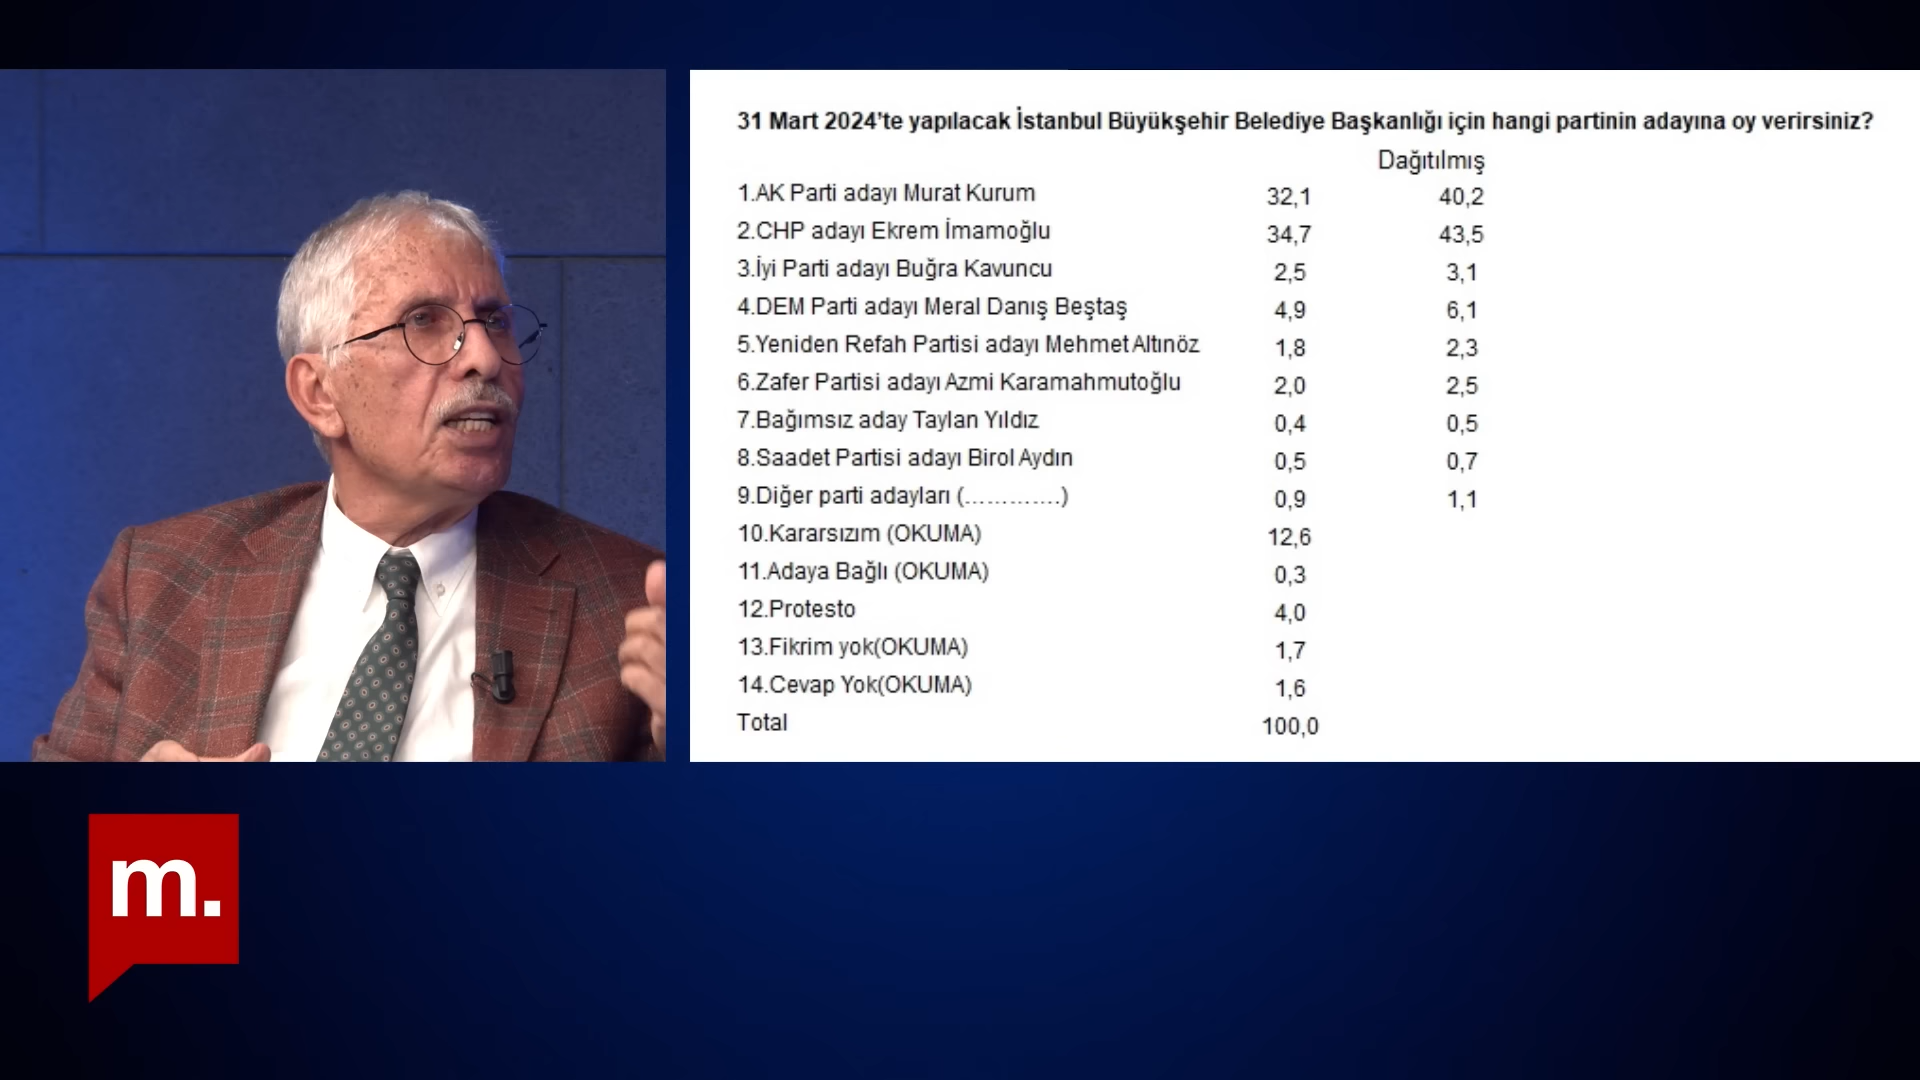 31 Mart 2024'te yapılacak İstanbul Büyükşehir Belediye Başkanlığı için hangi partinin adayına oy verirsiniz?
Dağıtılmış
1.AK Parti adayı Murat Kurum 32,1 40,2
2.CHP adayı Ekrem İmamoğlu 34,7 43,5
3.İyi Parti adayı Buğra Kavuncu 2,5 3,1
4.DEM Parti adayı Meral Danış Beştaş 4,9 6,1
5.Yeniden Refah Partisi adayı Mehmet Altınöz 1,8 2,3
6.Zafer Partisi adayı Azmi Karamahmutoğlu 2,0 2,5
7.Bağımsız aday Taylan Yıldız 0,4 0,5
8.Saadet Partisi adayı Birol Aydın 0,5 0,7
9.Diğer parti adayları (………….) 0,9 1,1
10.Kararsızım (OKUMA) 12,6
11.Adaya Bağlı (OKUMA) 0,3
12.Protesto 4,0
13.Fikrim yok(OKUMA) 1,7
14.Cevap Yok(OKUMA) 1,6
Total 100,0
m.